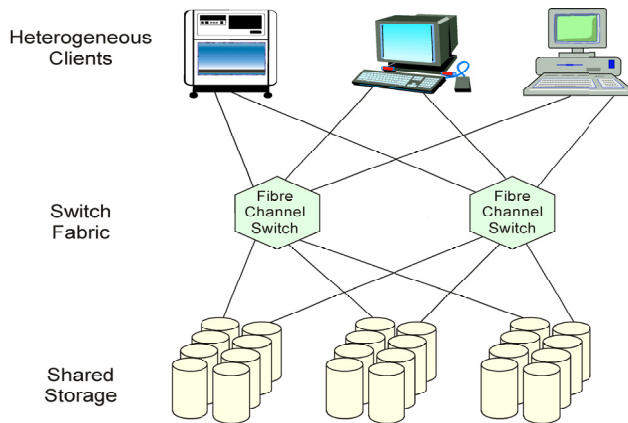 Heterogeneous
Clients
Switch
Fabric
Fibre
Channel
Switch
Fibre
Channel
Switch
Shared
Storage